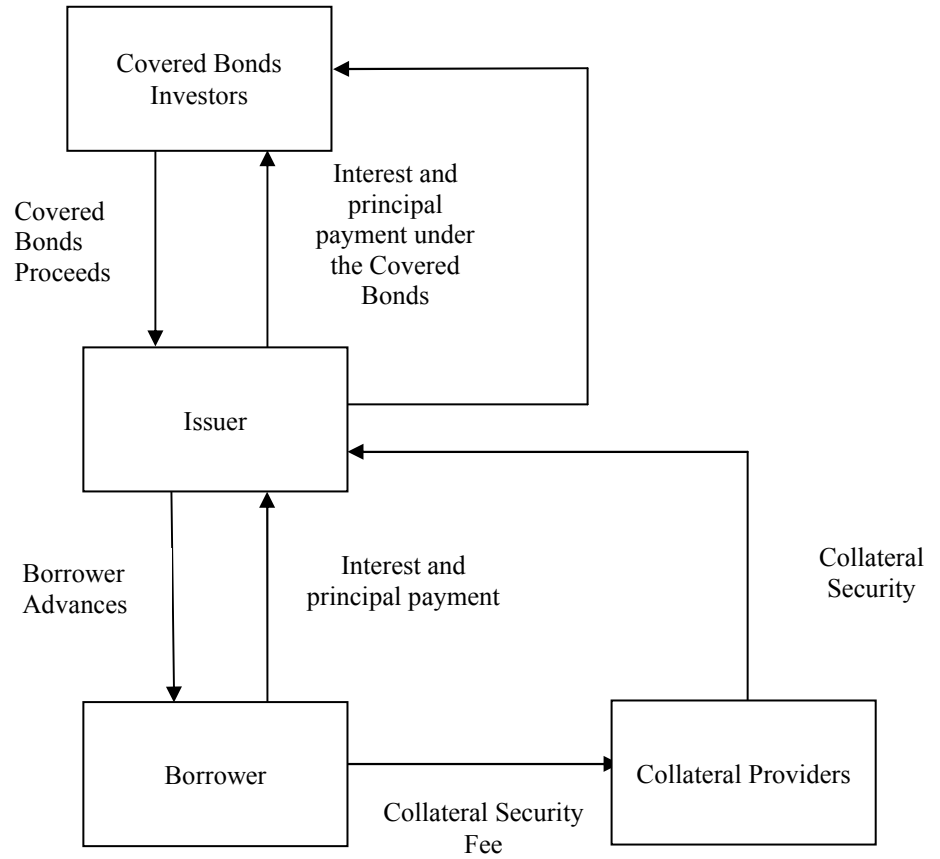 Covered Bonds
Investors
Covered
Bonds
Proceeds
Interest and
principal
payment under
the Covered
Bonds
Issuer
Borrower
Advances
Interest and
principal payment
Collateral
Security
Borrower
Collateral Providers
Collateral Security
Fee